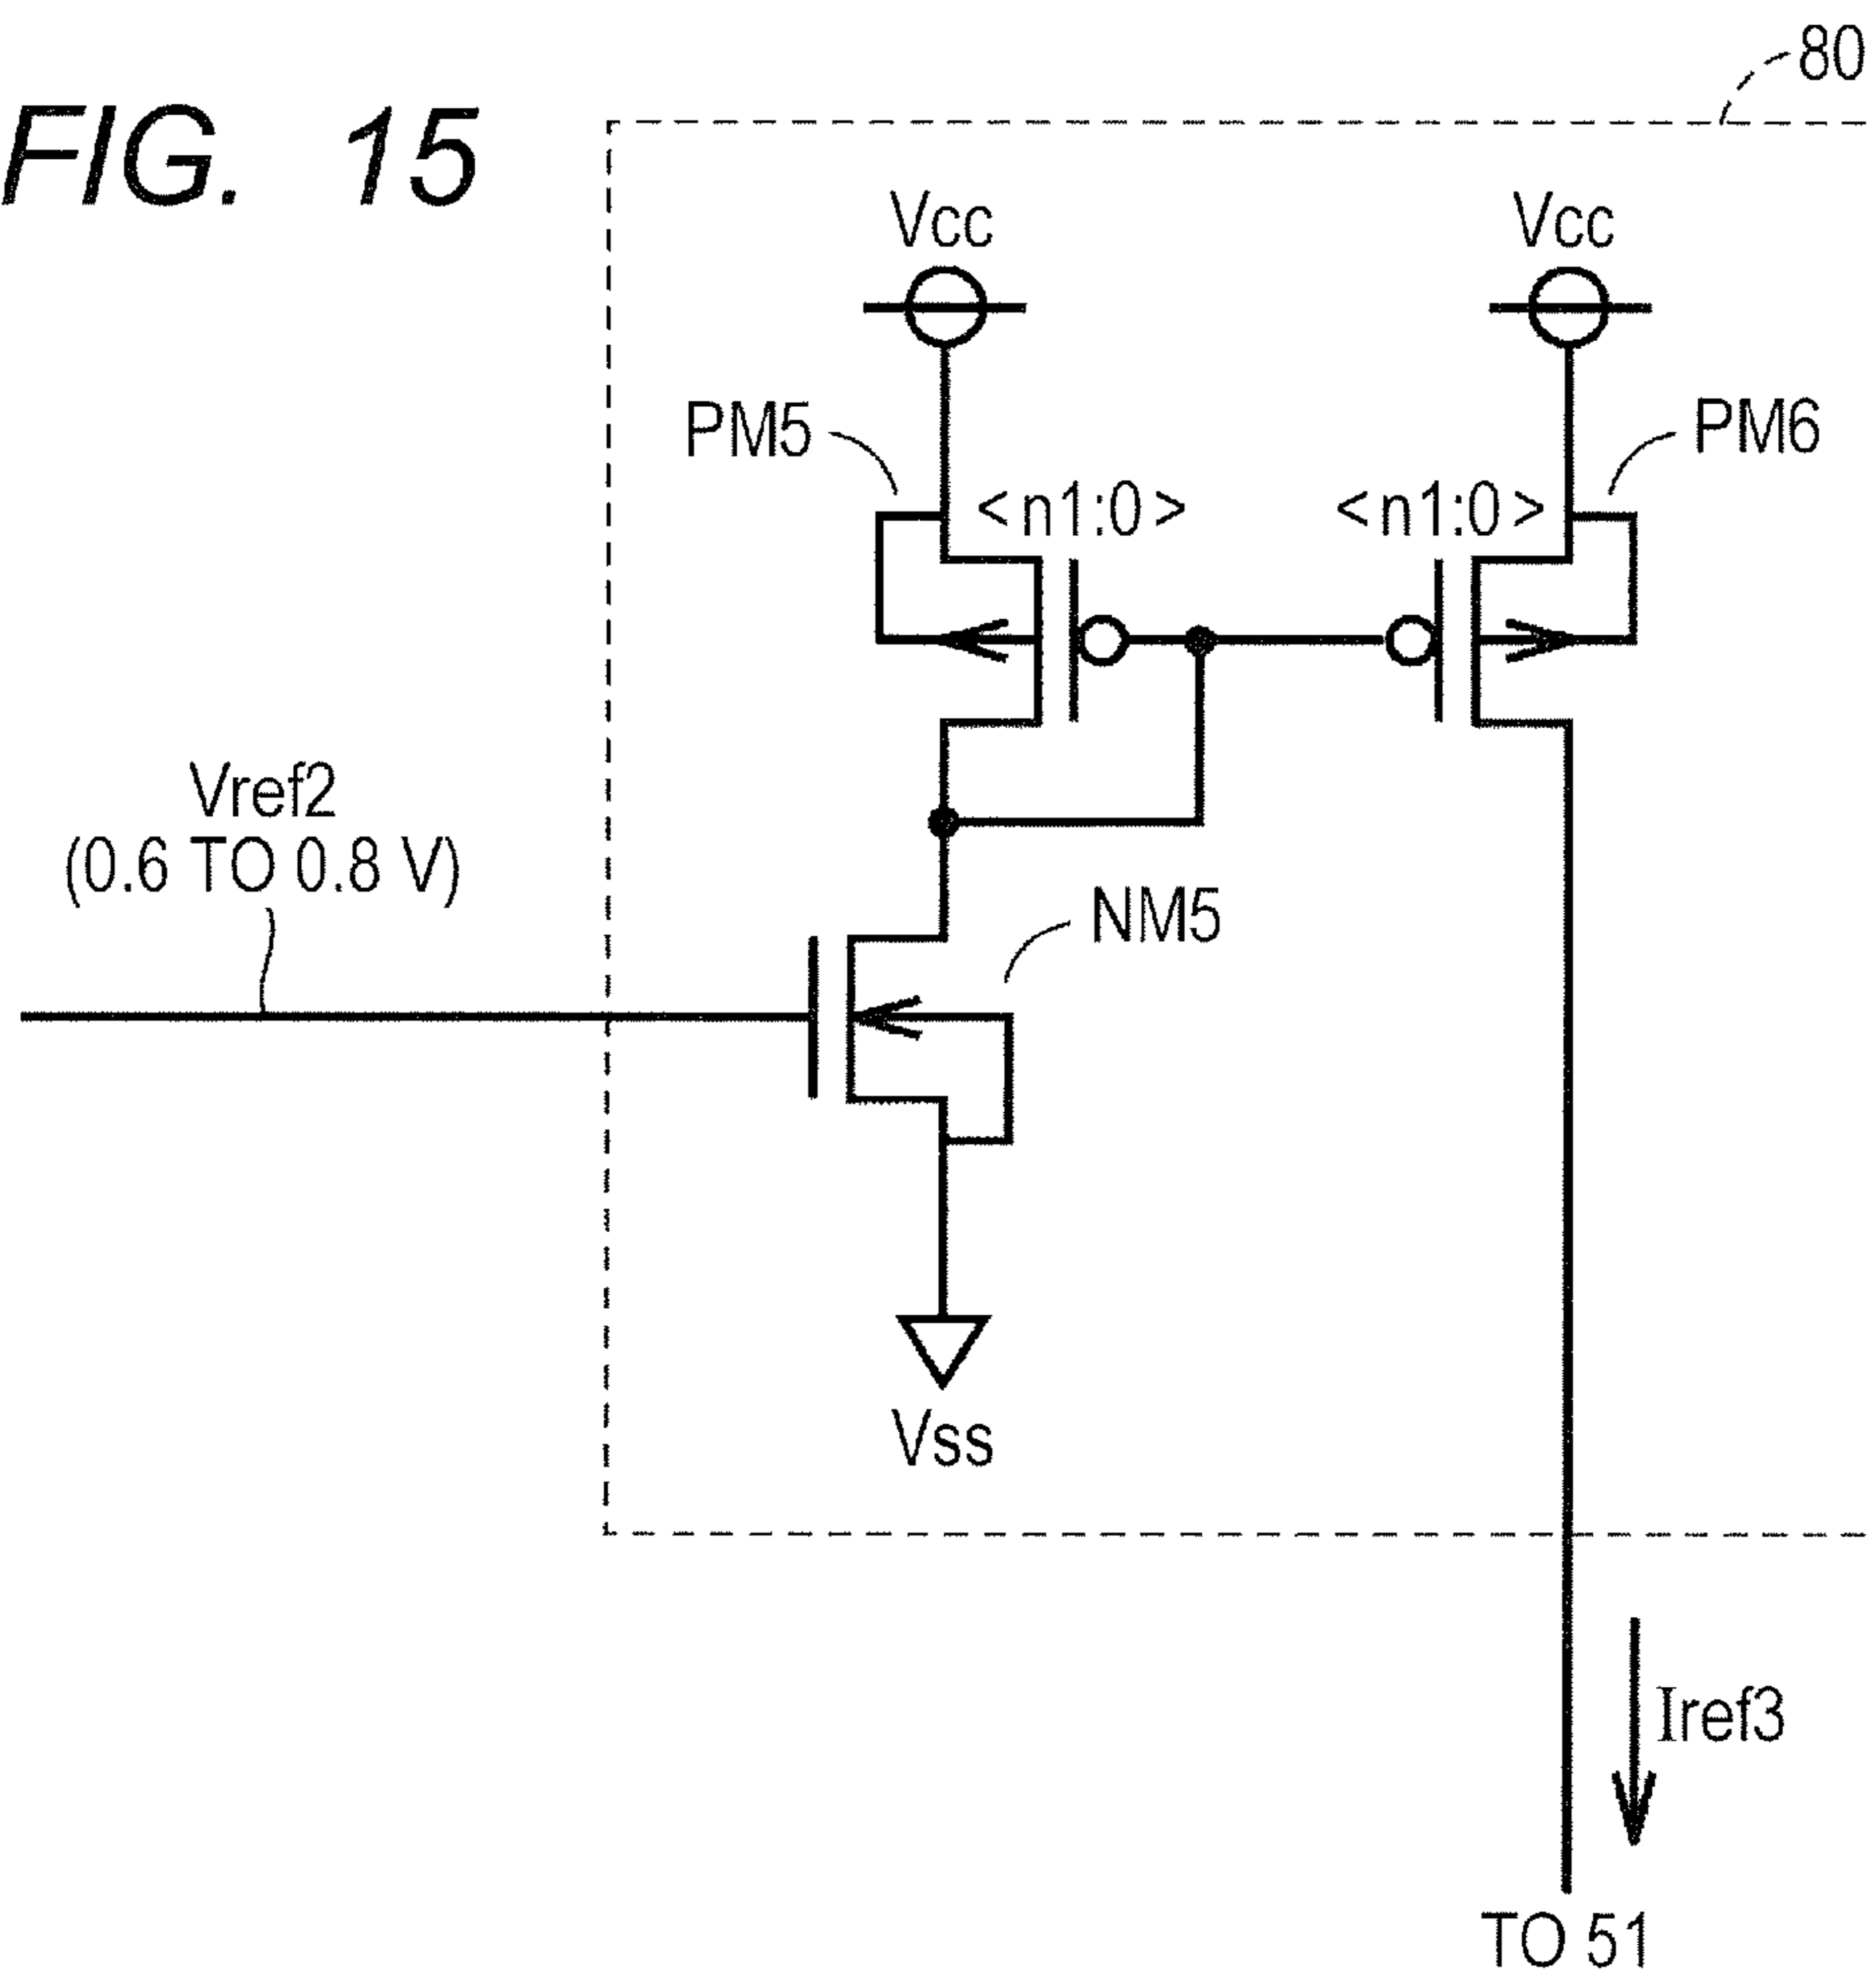 FIG. 15
80
Vcc
Vcc
PM5
PM6
<n1:0>
<n1:0>
Vref2
(0.6 TO 0.8 V)
NM5
Vss
Iref3
TO 51